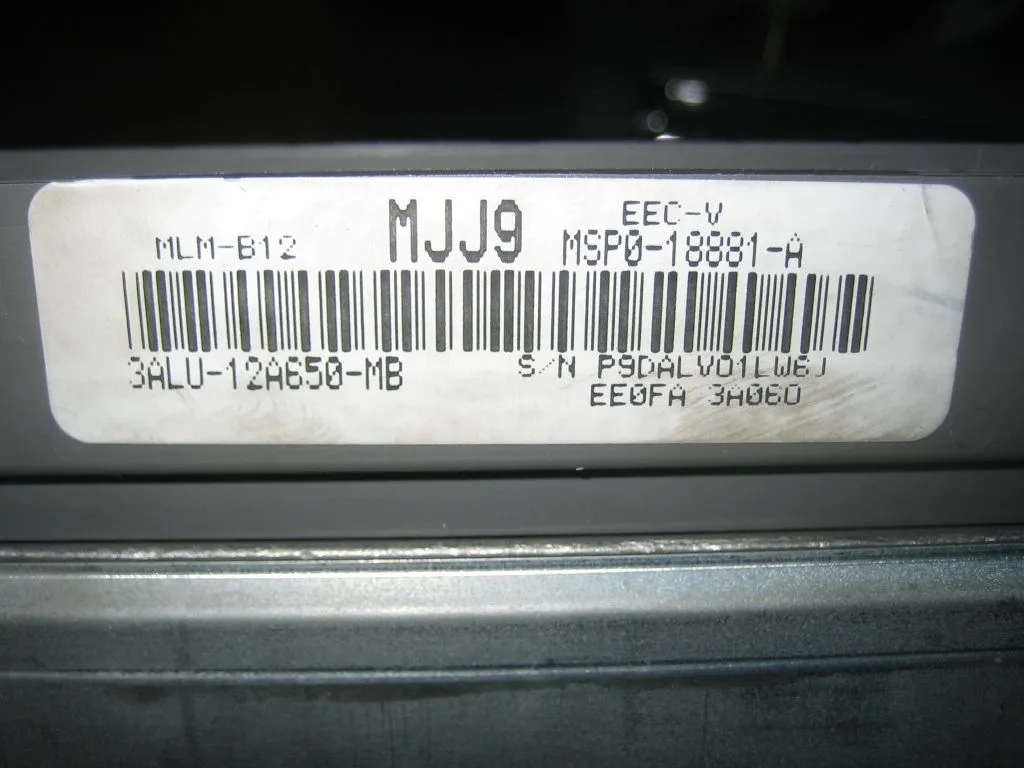 MJJ9 EEC-V
MLM-B12 MSP0-18881-A
3ALU-12A650-MB S/N P9DALV01LW6J
EE0FA 3A060